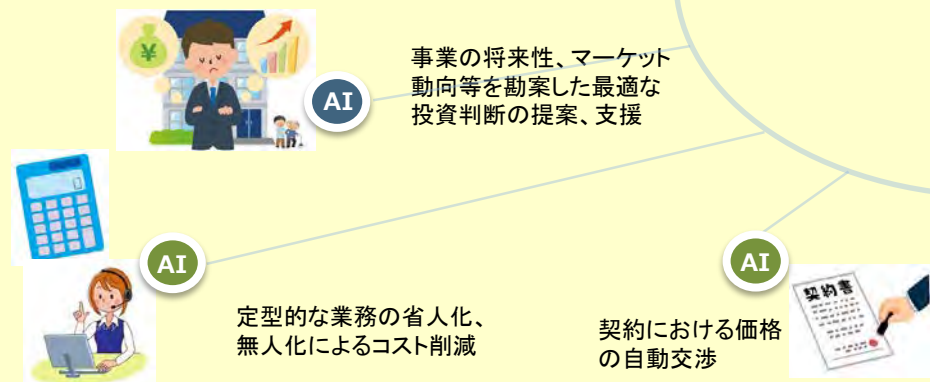 ¥
AI
事業の将来性、マーケット
動向等を勘案した最適な
投資判断の提案、支援
0
AI
定型的な業務の省人化、
無人化によるコスト削減
AI
契約における価格
の自動交渉
契約書